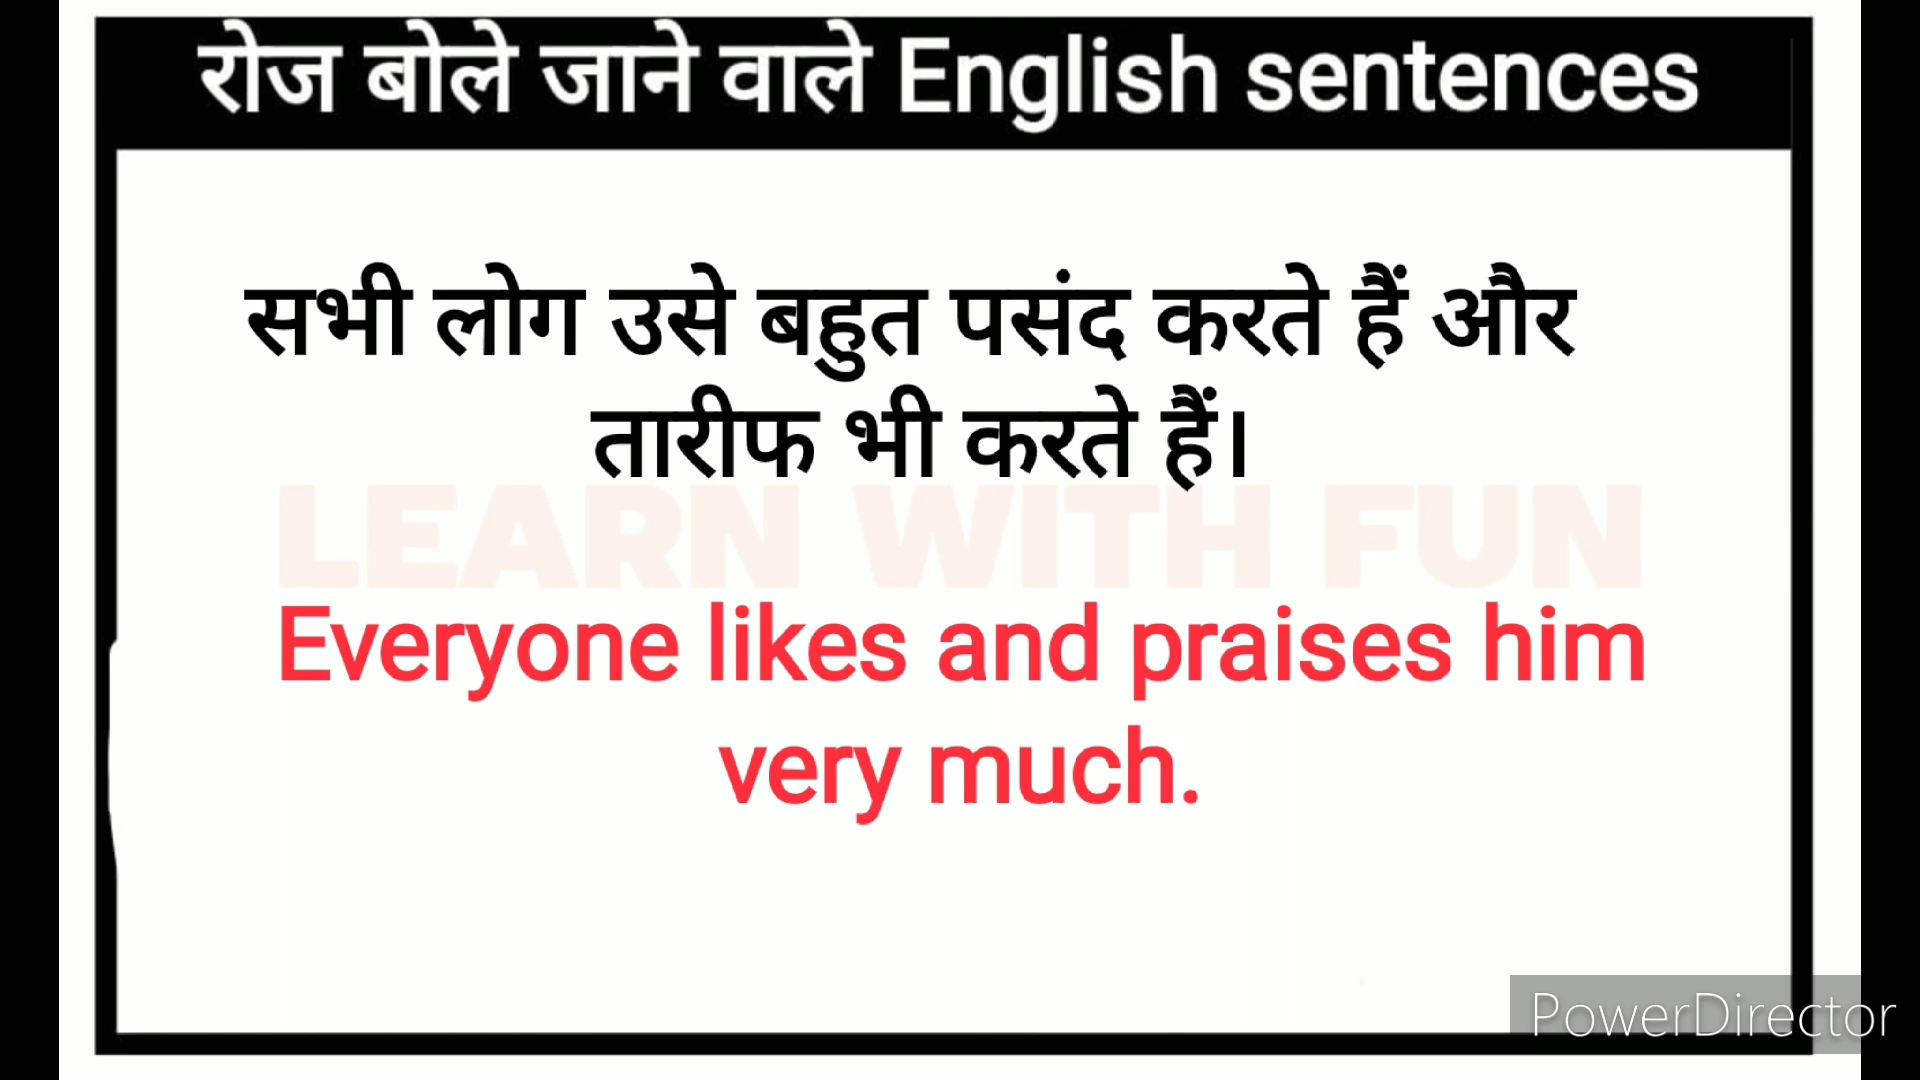 रोज बोले जाने वाले English sentences
सभी लोग उसे बहुत पसंद करते हैं और
तारीफ भी करते हैं।
LEARN WITH FUN
Everyone likes and praises him
very much.
PowerDirector